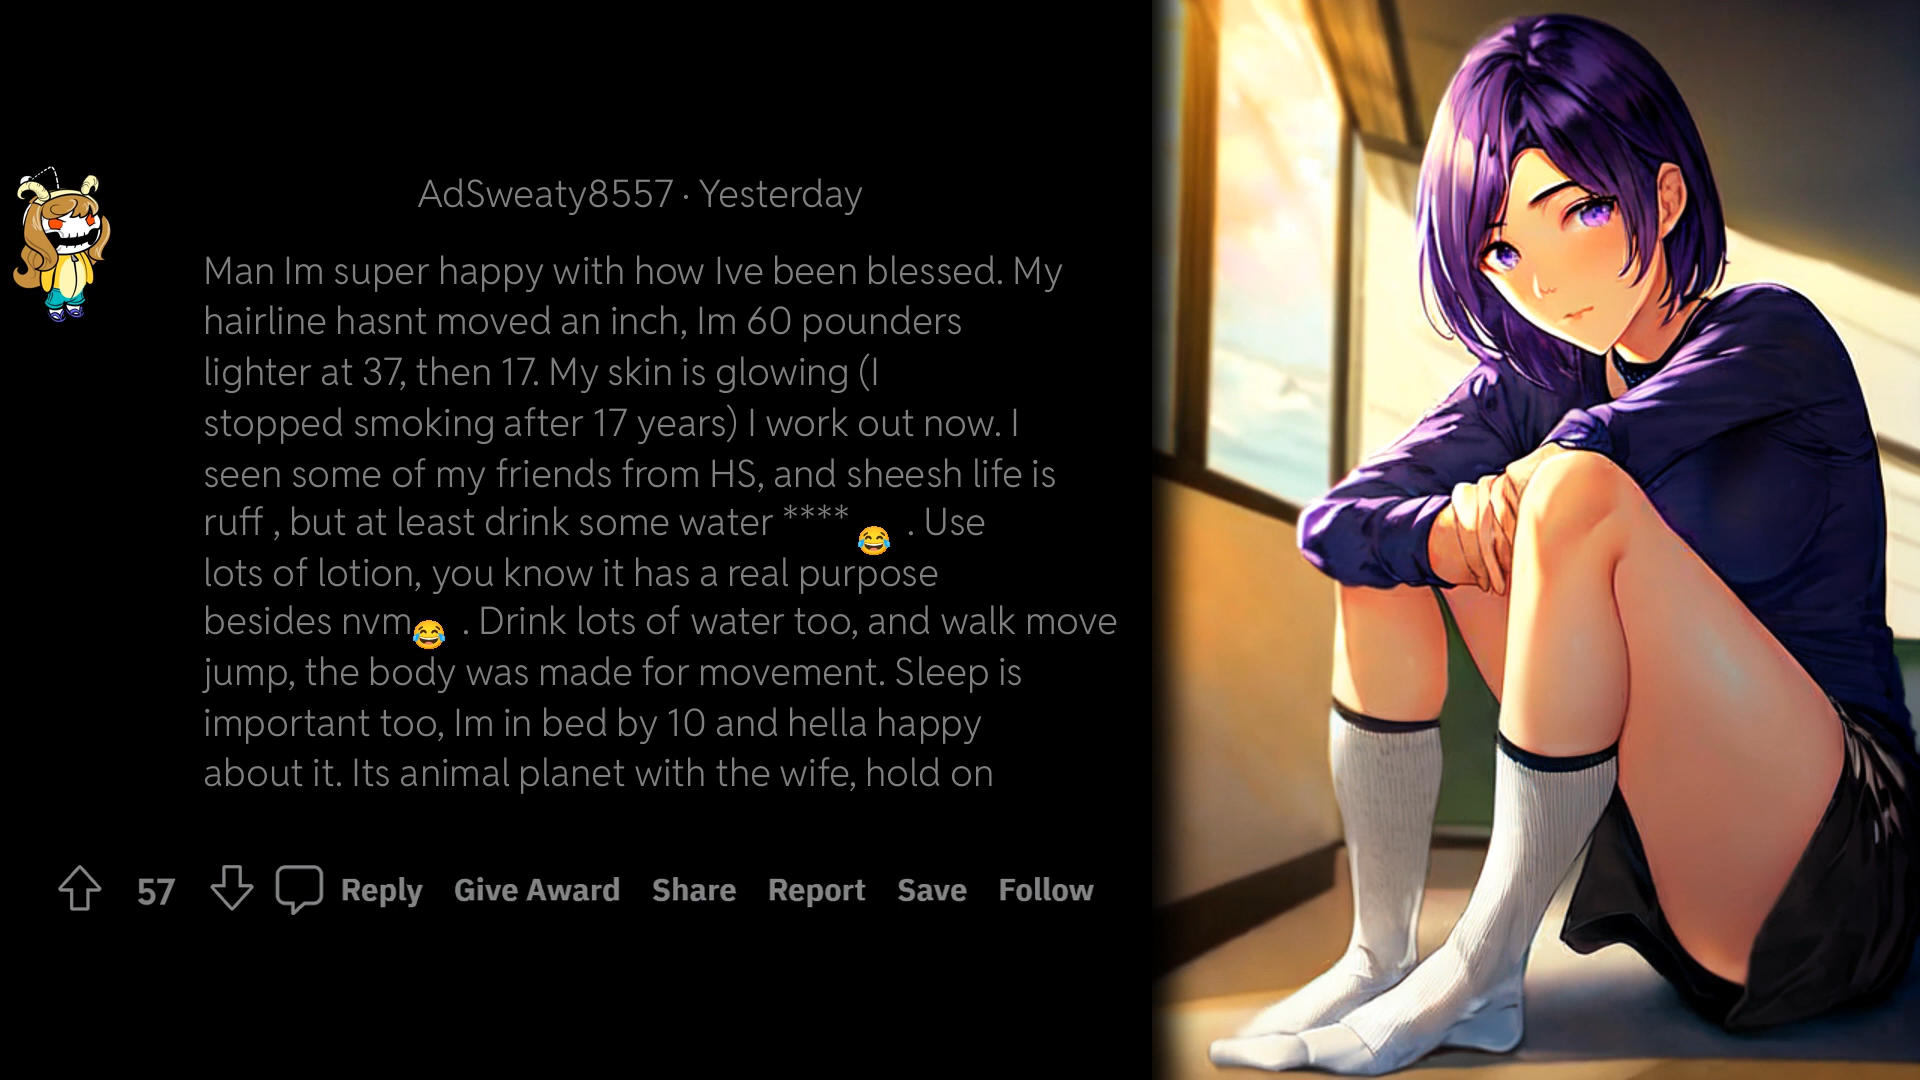 AdSweaty8557 · Yesterday
Man Im super happy with how Ive been blessed. My
hairline hasnt moved an inch, Im 60 pounders
lighter at 37, then 17. My skin is glowing (I
stopped smoking after 17 years) I work out now. I
seen some of my friends from HS, and sheesh life is
ruff , but at least drink some water **** 😂 . Use
lots of lotion, you know it has a real purpose
besides nvm😂 . Drink lots of water too, and walk move
jump, the body was made for movement. Sleep is
important too, Im in bed by 10 and hella happy
about it. Its animal planet with the wife, hold on
57 Reply Give Award Share Report Save Follow